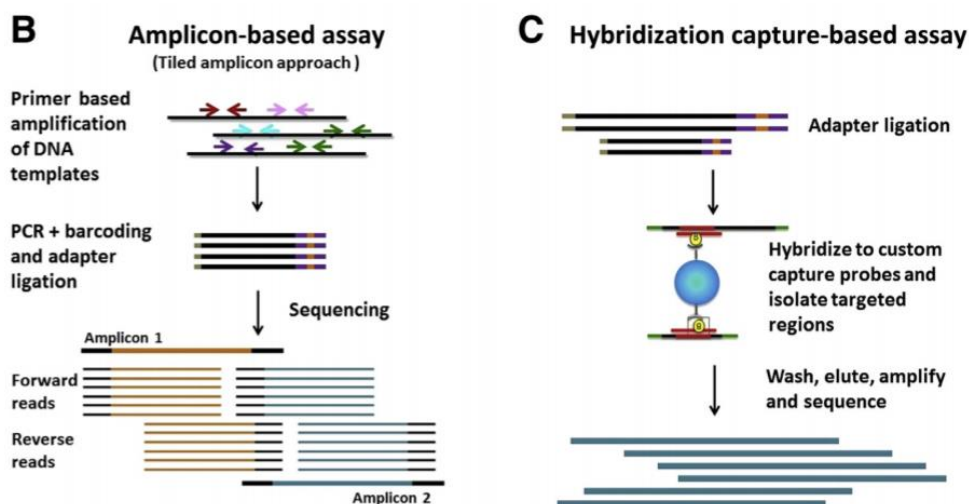 B
Amplicon-based assay
(Tiled amplicon approach )
Primer based
amplification
of DNA
templates
PCR + barcoding
and adapter
ligation
Sequencing
Amplicon 1
Forward
reads
Reverse
reads
Amplicon 2
C
Hybridization capture-based assay
Adapter ligation
B
Hybridize to custom
capture probes and
isolate targeted
regions
B
Wash, elute, amplify
and sequence